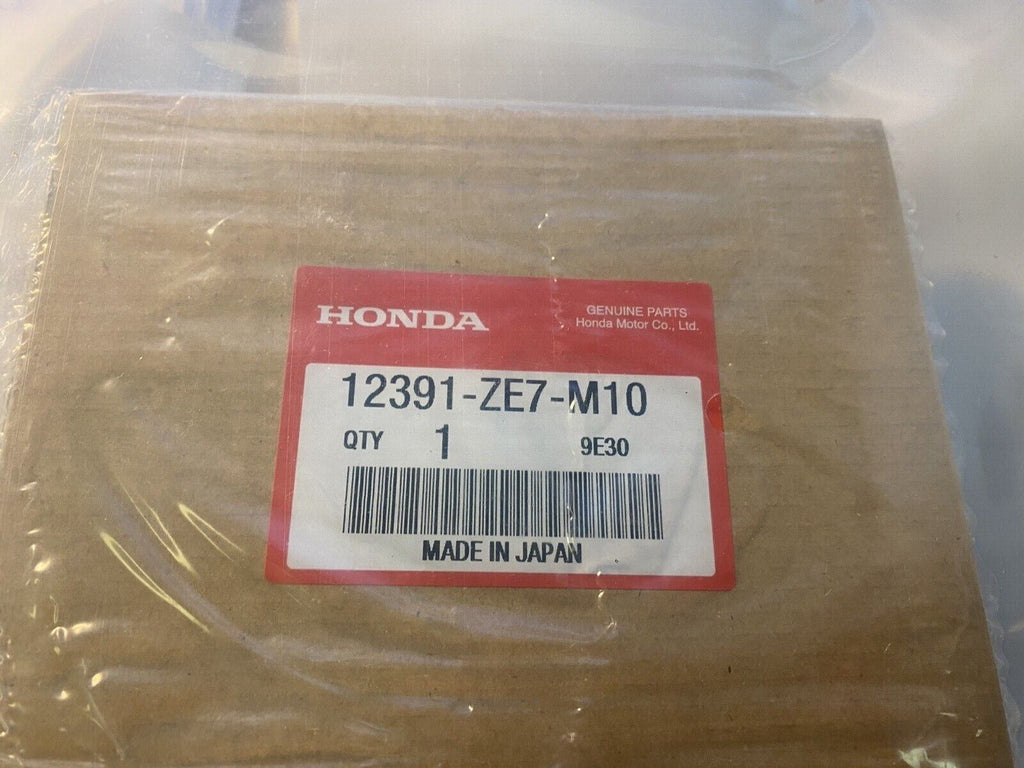 HONDA
GENUINE PARTS
Honda Motor Co., Ltd.
12391-ZE7-M10
QTY 1 9E30
MADE IN JAPAN